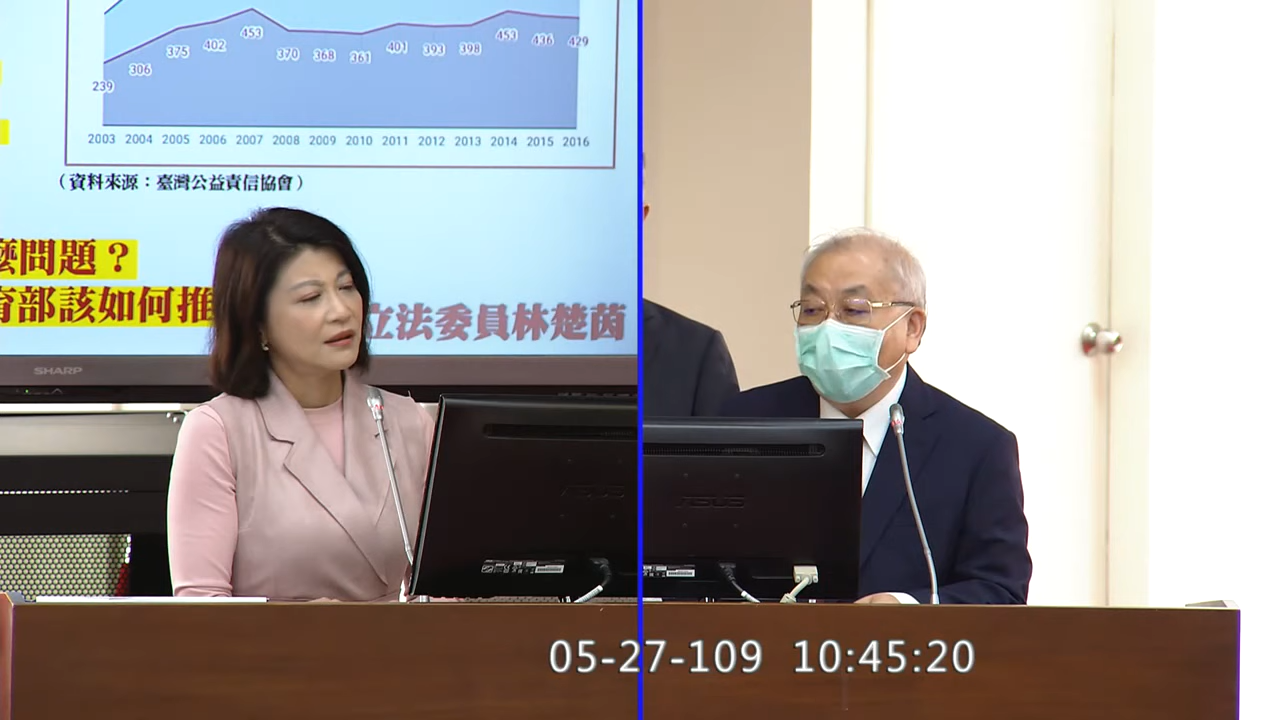 239 306 375 402 453 370 368 361 401 393 398 453 436 429
2003 2004 2005 2006 2007 2008 2009 2010 2011 2012 2013 2014 2015 2016
（資料來源：臺灣公益責信協會）
麼問題？
育部該如何推
立法委員林楚茵
SHARP
ASUS
05-27-109 10:45:20